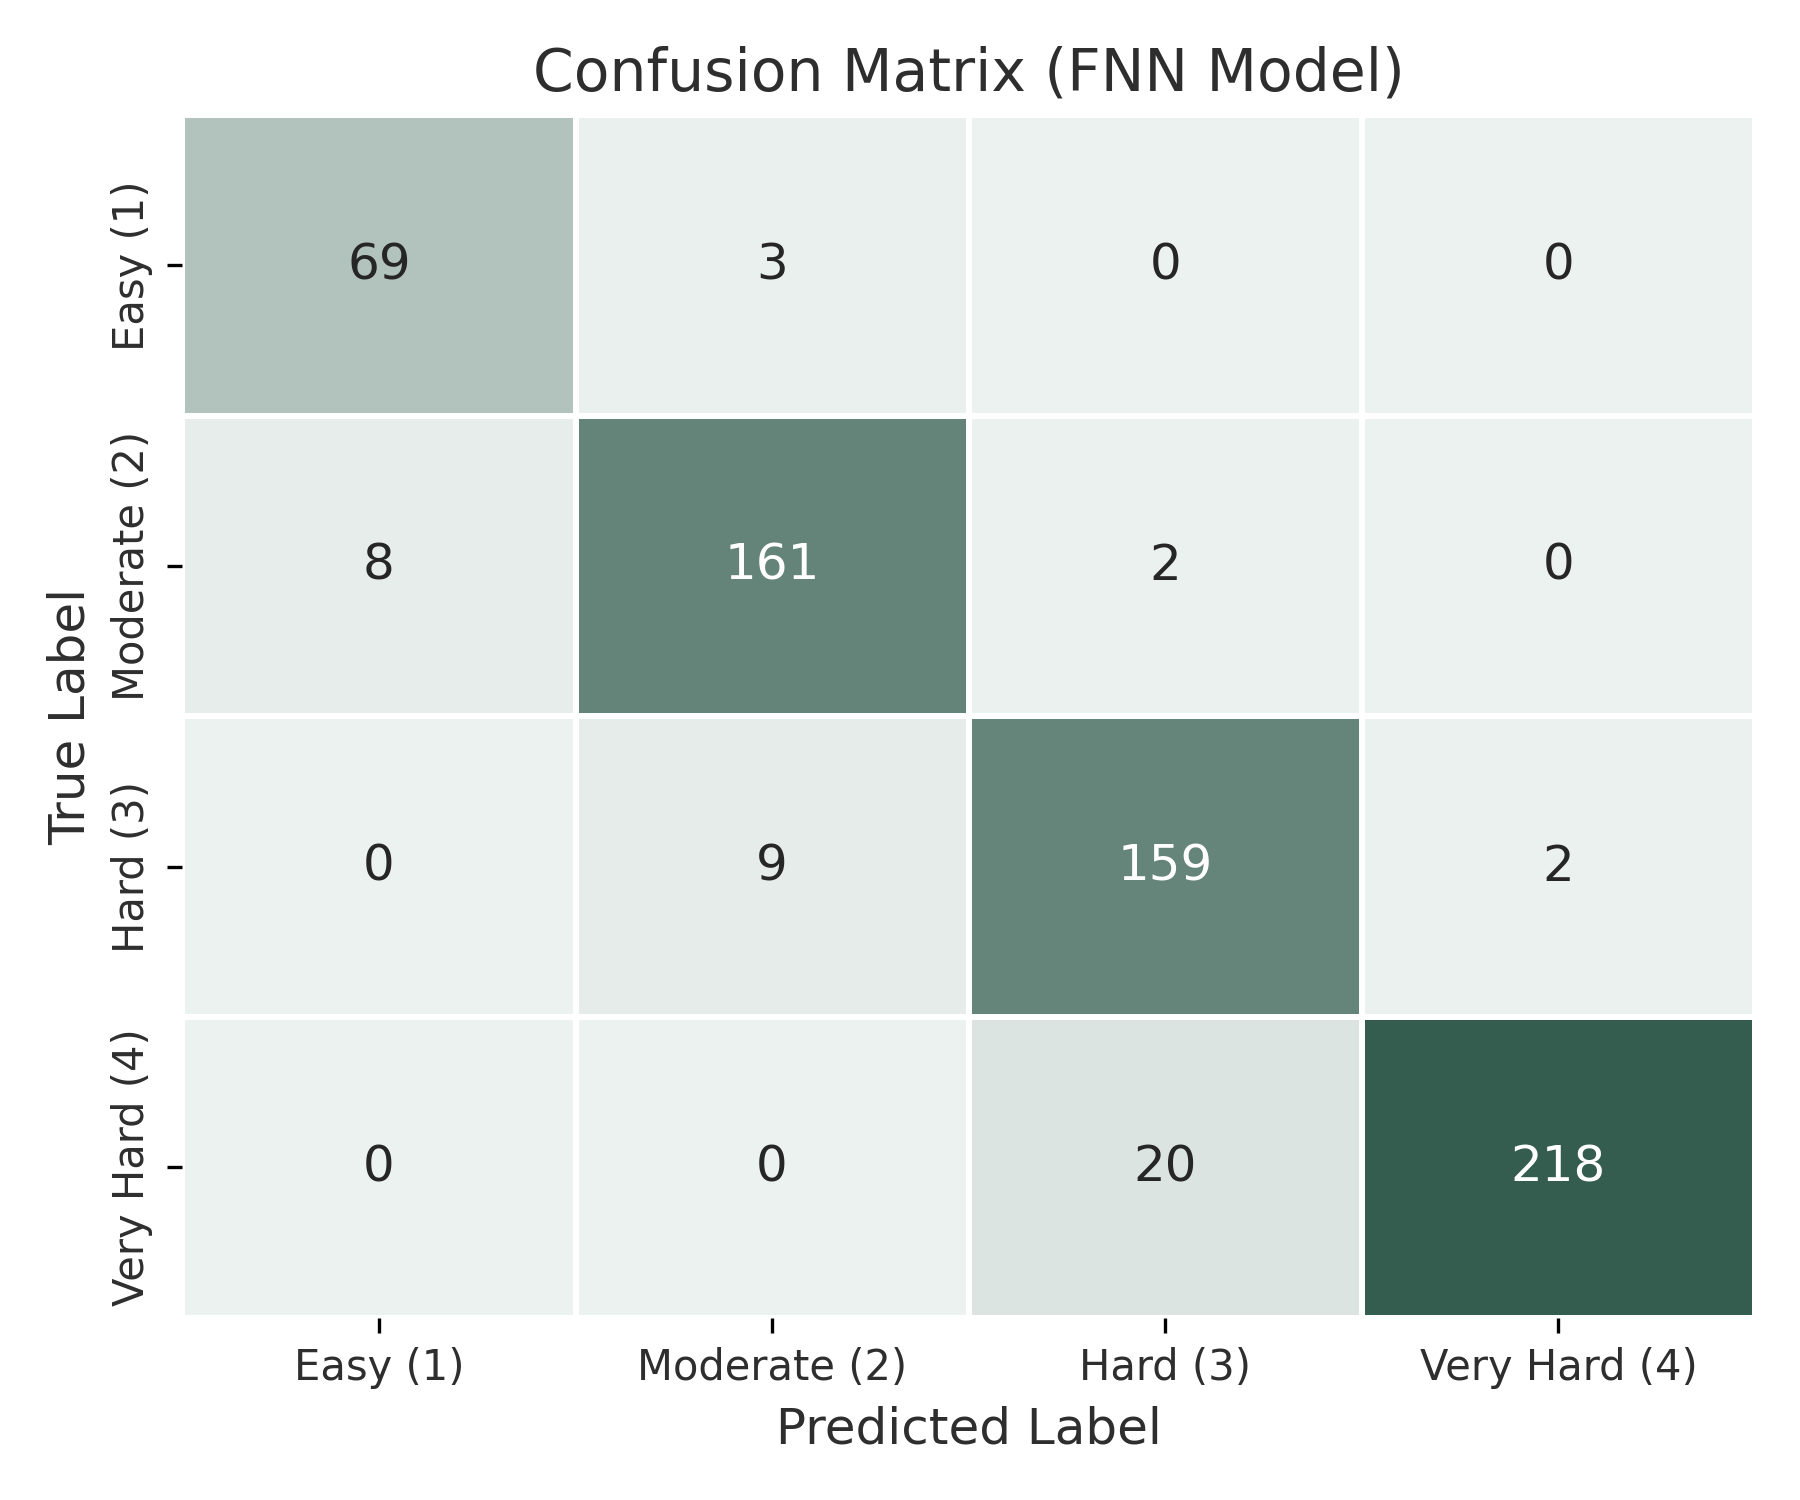 Confusion Matrix (FNN Model)
True Label
Easy (1)
69 3 0 0
Moderate (2)
8 161 2 0
Hard (3)
0 9 159 2
Very Hard (4)
0 0 20 218
Easy (1) Moderate (2) Hard (3) Very Hard (4)
Predicted Label